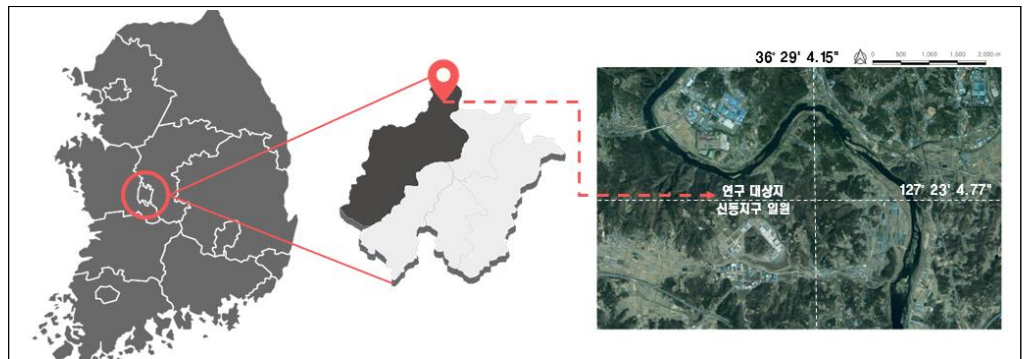 36° 29' 4.15"
0 500 1,000 1,500 2,000 m
연구 대상지
신동지구 일원
127° 23' 4.77"